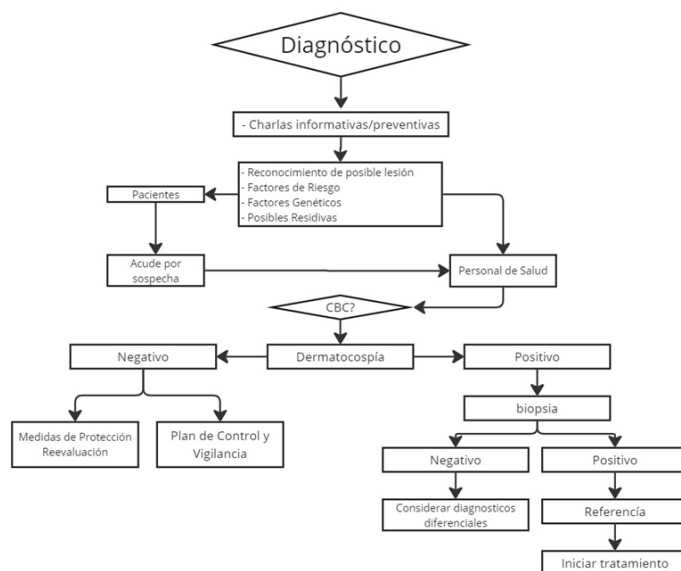 Diagnóstico
- Charlas informativas/preventivas
- Reconocimiento de posible lesión
- Factores de Riesgo
- Factores Genéticos
- Posibles Residivas
Pacientes
Acude por
sospecha
Personal de Salud
CBC?
Negativo
Dermatocospía
Positivo
Medidas de Protección
Reevaluación
Plan de Control y
Vigilancia
biopsia
Negativo
Positivo
Considerar diagnosticos
diferenciales
Referencía
Iniciar tratamiento